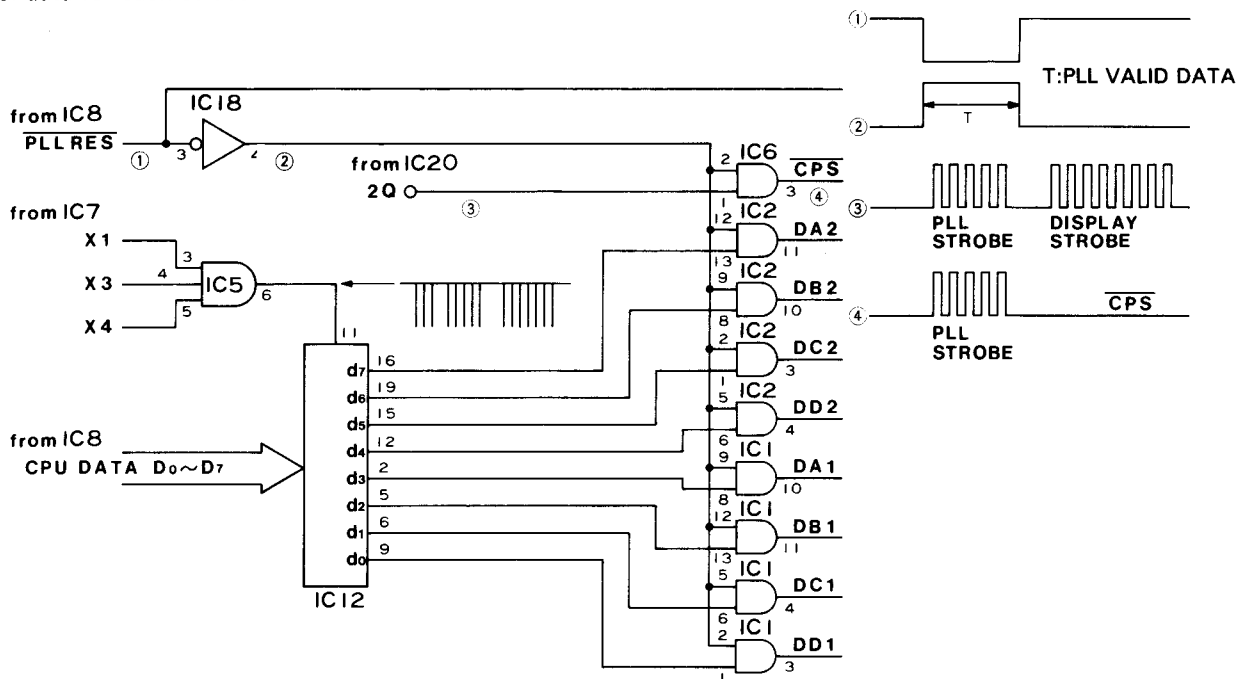 ①
T:PLL VALID DATA
T
②
③
PLL STROBE
DISPLAY STROBE
④
PLL STROBE
CPS
from IC8
PLL RES
①
3
IC18
2
②
from IC20
2Q
③
from IC7
X1
X3
X4
3
4
5
IC5
6
11
from IC8
CPU DATA D0~D7
d7 16
d6 19
d5 15
d4 12
d3 2
d2 5
d1 6
d0 9
IC12
IC6
2
1
3
CPS
④
IC2
12
13
11
DA2
IC2
9
8
10
DB2
IC2
2
1
3
DC2
IC2
5
6
4
DD2
IC1
9
8
10
DA1
IC1
12
13
11
DB1
IC1
5
6
4
DC1
IC1
2
1
3
DD1